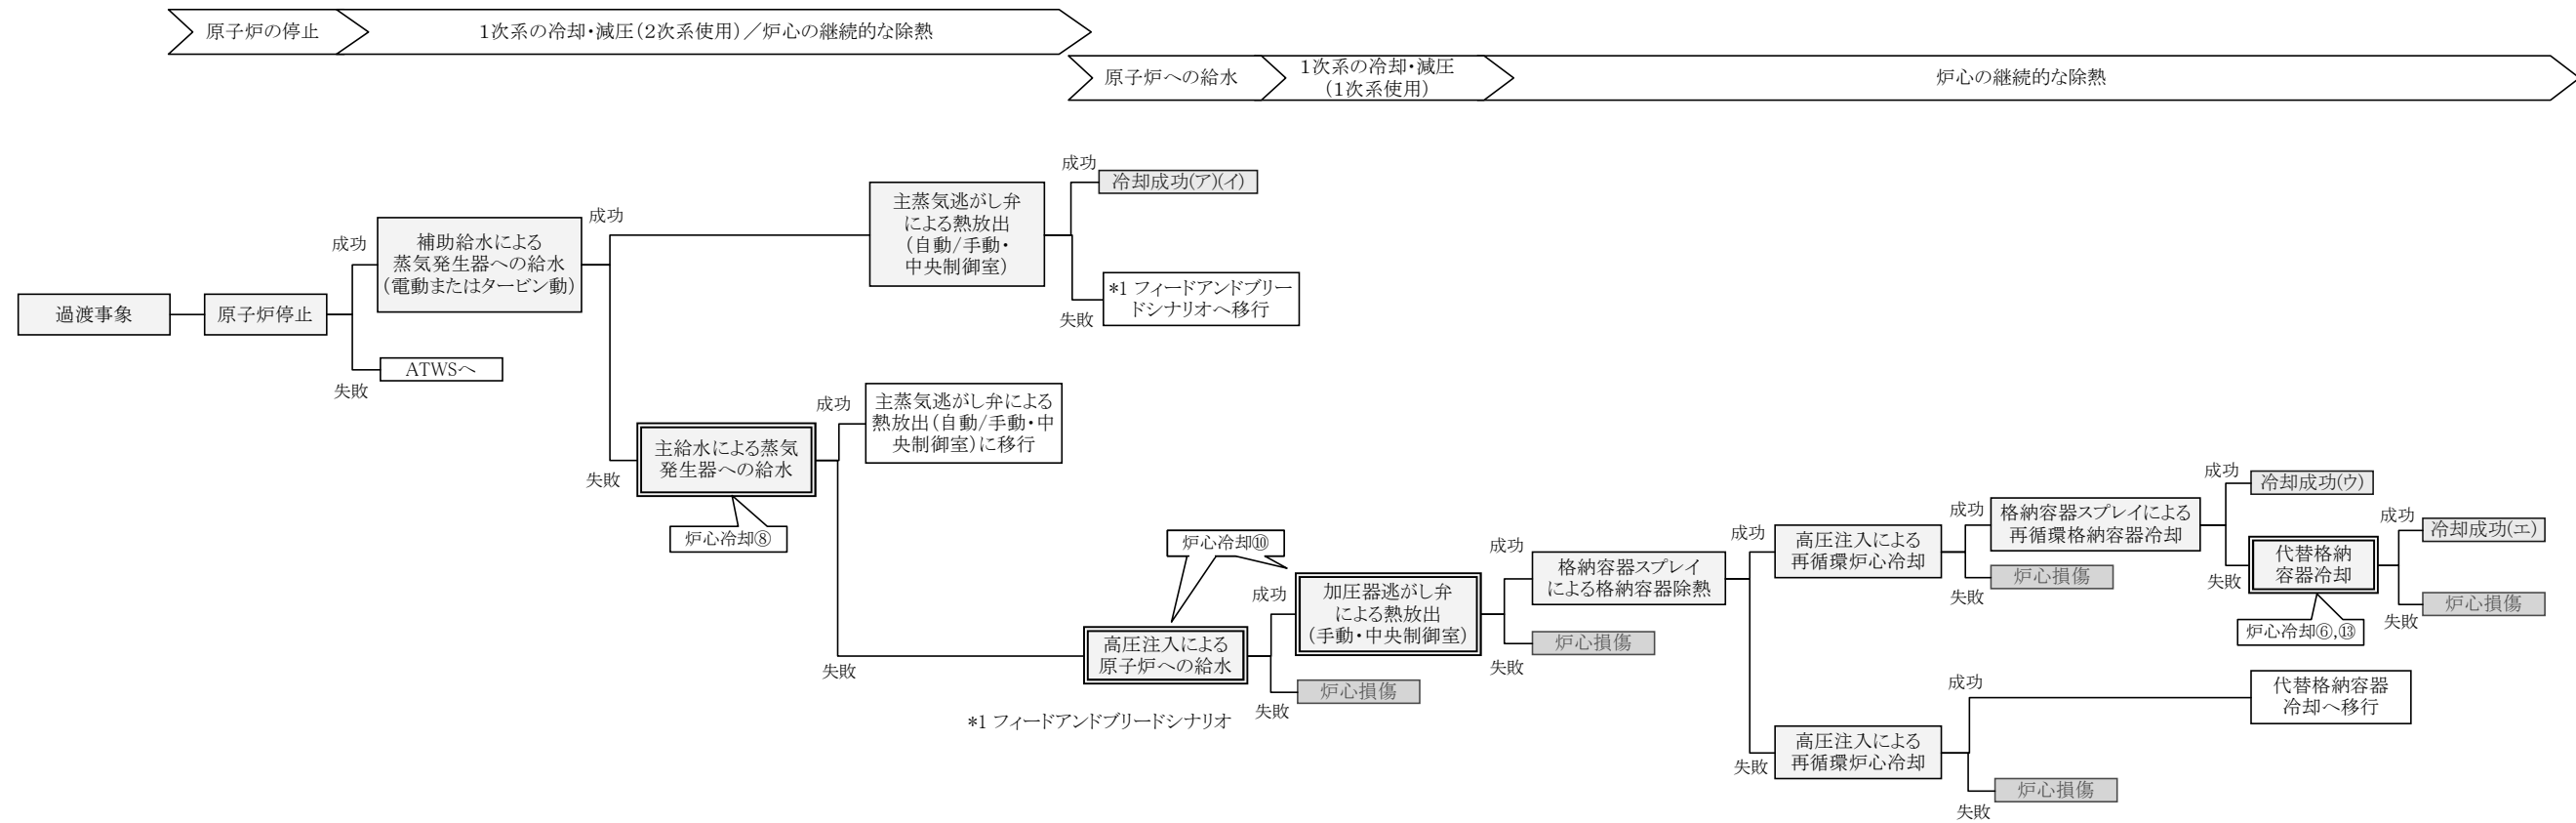 原子炉の停止
1次系の冷却・減圧（2次系使用）／炉心の継続的な除熱
原子炉への給水
1次系の冷却・減圧
（1次系使用）
炉心の継続的な除熱
過渡事象
原子炉停止
成功
失敗
補助給水による
蒸気発生器への給水
（電動またはタービン動）
ATWSへ
成功
失敗
主蒸気逃がし弁
による熱放出
（自動/手動・
中央制御室）
成功
冷却成功(ア)(イ)
失敗
*1 フィードアンドブリー
ドシナリオへ移行
主給水による蒸気
発生器への給水
炉心冷却⑧
成功
主蒸気逃がし弁による
熱放出（自動/手動・中
央制御室）に移行
失敗
*1 フィードアンドブリードシナリオ
高圧注入による
原子炉への給水
炉心冷却⑩
成功
失敗
炉心損傷
加圧器逃がし弁
による熱放出
（手動・中央制御室）
成功
失敗
炉心損傷
格納容器スプレイ
による格納容器除熱
成功
失敗
高圧注入による
再循環炉心冷却
成功
失敗
炉心損傷
格納容器スプレイによる
再循環格納容器冷却
成功
冷却成功(ウ)
失敗
代替格納
容器冷却
炉心冷却⑥,⑬
成功
冷却成功(エ)
失敗
炉心損傷
高圧注入による
再循環炉心冷却
成功
代替格納容器
冷却へ移行
失敗
炉心損傷